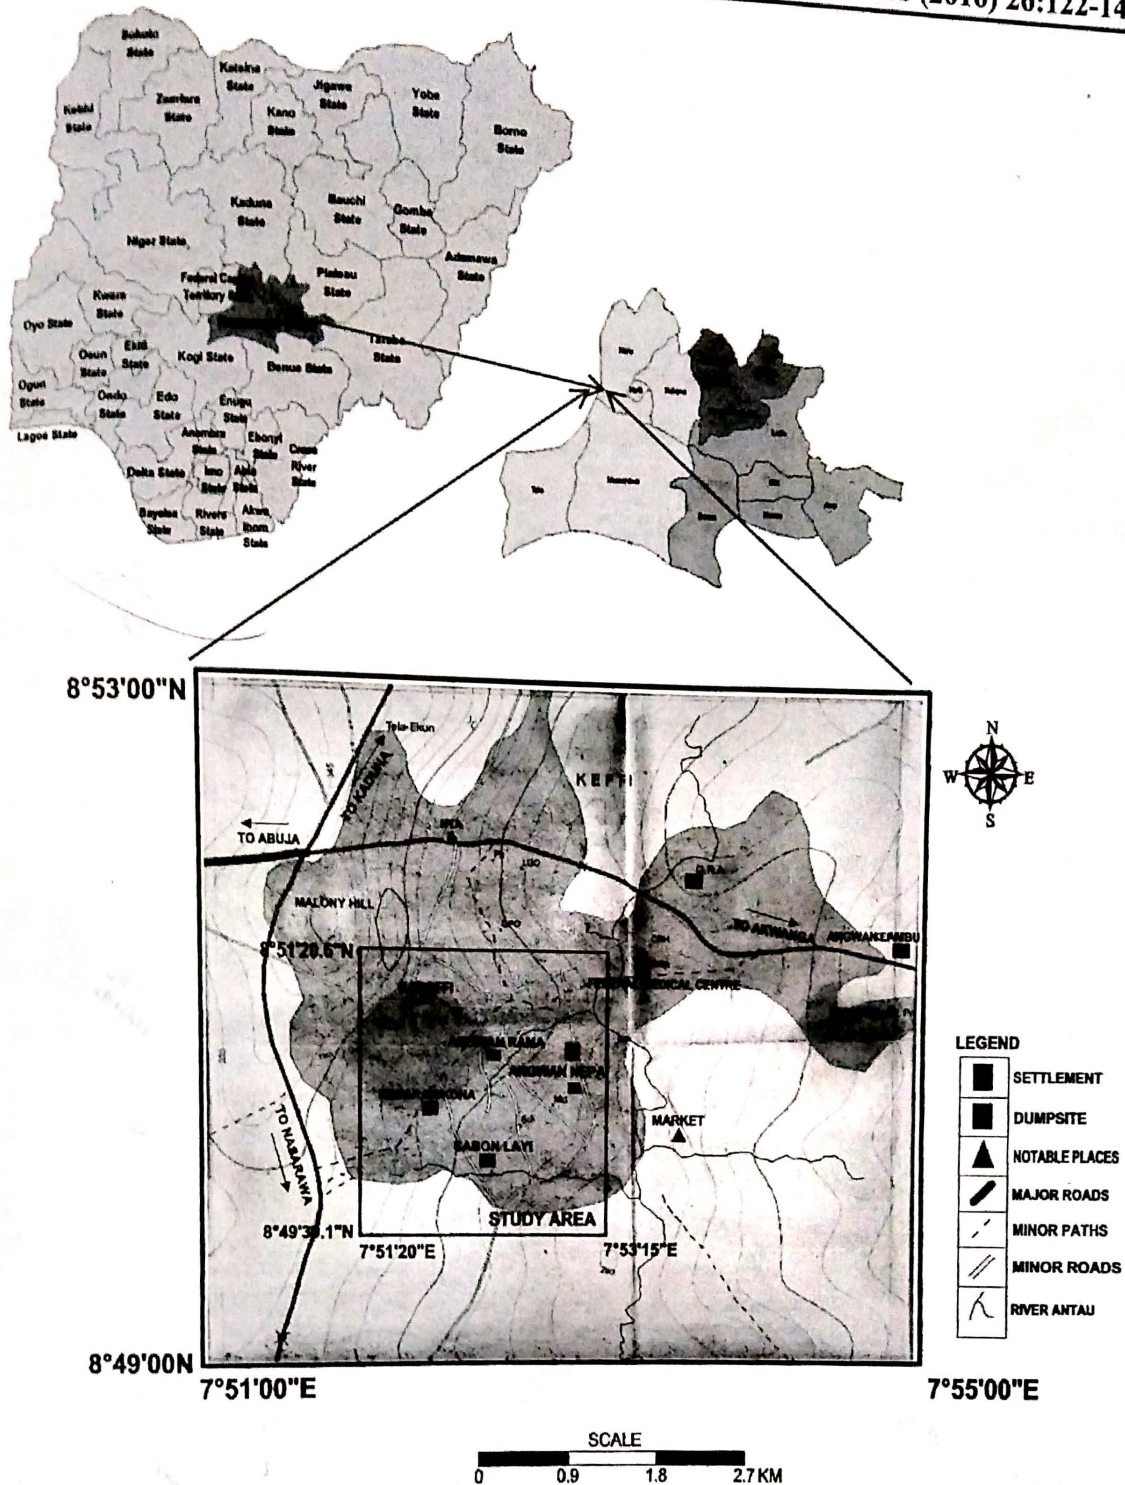 (2016) 26:122-14
Sokoto
State
Katsina
State
Jigawa
State
Yobe
State
Kebbi
State
Zamfara
State
Kano
State
Borno
State
Kaduna
State
Bauchi
State
Gombe
State
Niger State
Adamawa
State
Plateau
State
Kwara
State
Oyo State
Ekiti
State
Osun
State
Kogi State
Benue State
Taraba
State
Ogun
State
Ondo
State
Edo
State
Enugu
State
Lagos State
Anambra
State
Ebonyi
State
Cross
River
State
Delta State
Imo
State
Abia
State
Bayelsa
State
Rivers
State
Akwa
Ibom
State
8°53'00"N
KEFFI
TO KADUNA
TO ABUJA
MALONY HILL
GPO
G.R.A
TO AKWANGA
8°51'20.6"N
FEDERAL MEDICAL CENTRE
ANGWAN RAMA
ANGWAN NEPA
MARKET
SABON LAYI
TO NASARAWA
STUDY AREA
7°51'20"E
7°53'15"E
8°49'00N
7°51'00"E
7°55'00"E
N
W
E
S
LEGEND
SETTLEMENT
DUMPSITE
NOTABLE PLACES
MAJOR ROADS
MINOR PATHS
MINOR ROADS
RIVER ANTAU
SCALE
0 0.9 1.8 2.7 KM